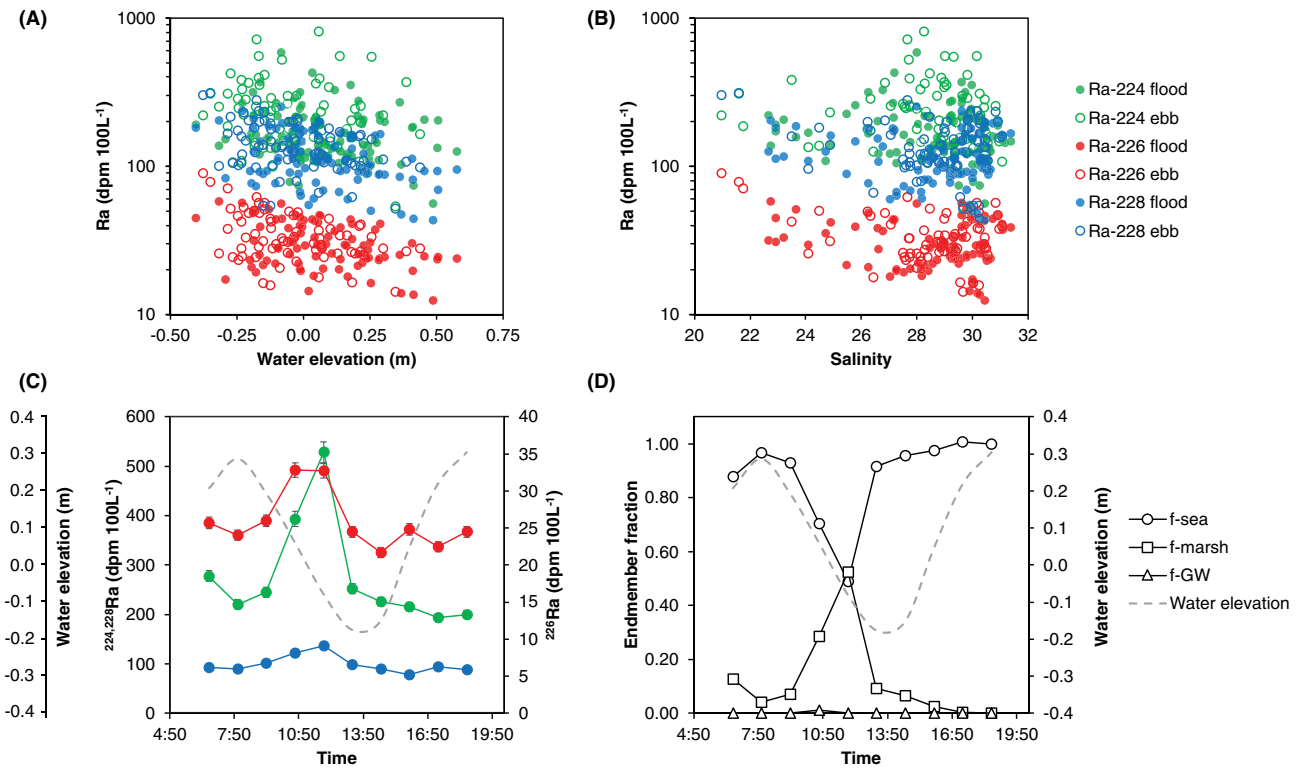 (A)
1000
100
10
Ra (dpm 100L⁻¹)
-0.50 -0.25 0.00 0.25 0.50 0.75
Water elevation (m)
(B)
1000
100
10
Ra (dpm 100L⁻¹)
20 22 24 26 28 30 32
Salinity
Ra-224 flood
Ra-224 ebb
Ra-226 flood
Ra-226 ebb
Ra-228 flood
Ra-228 ebb
(C)
0.4
0.3
0.2
0.1
0.0
-0.1
-0.2
-0.3
-0.4
Water elevation (m)
600
500
400
300
200
100
0
²²⁴,²²⁸Ra (dpm 100L⁻¹)
40
35
30
25
20
15
10
5
0
²²⁶Ra (dpm 100L⁻¹)
4:50 7:50 10:50 13:50 16:50 19:50
Time
(D)
1.00
0.80
0.60
0.40
0.20
0.00
Endmember fraction
0.4
0.3
0.2
0.1
0.0
-0.1
-0.2
-0.3
-0.4
Water elevation (m)
4:50 7:50 10:50 13:50 16:50 19:50
Time
f-sea
f-marsh
f-GW
Water elevation